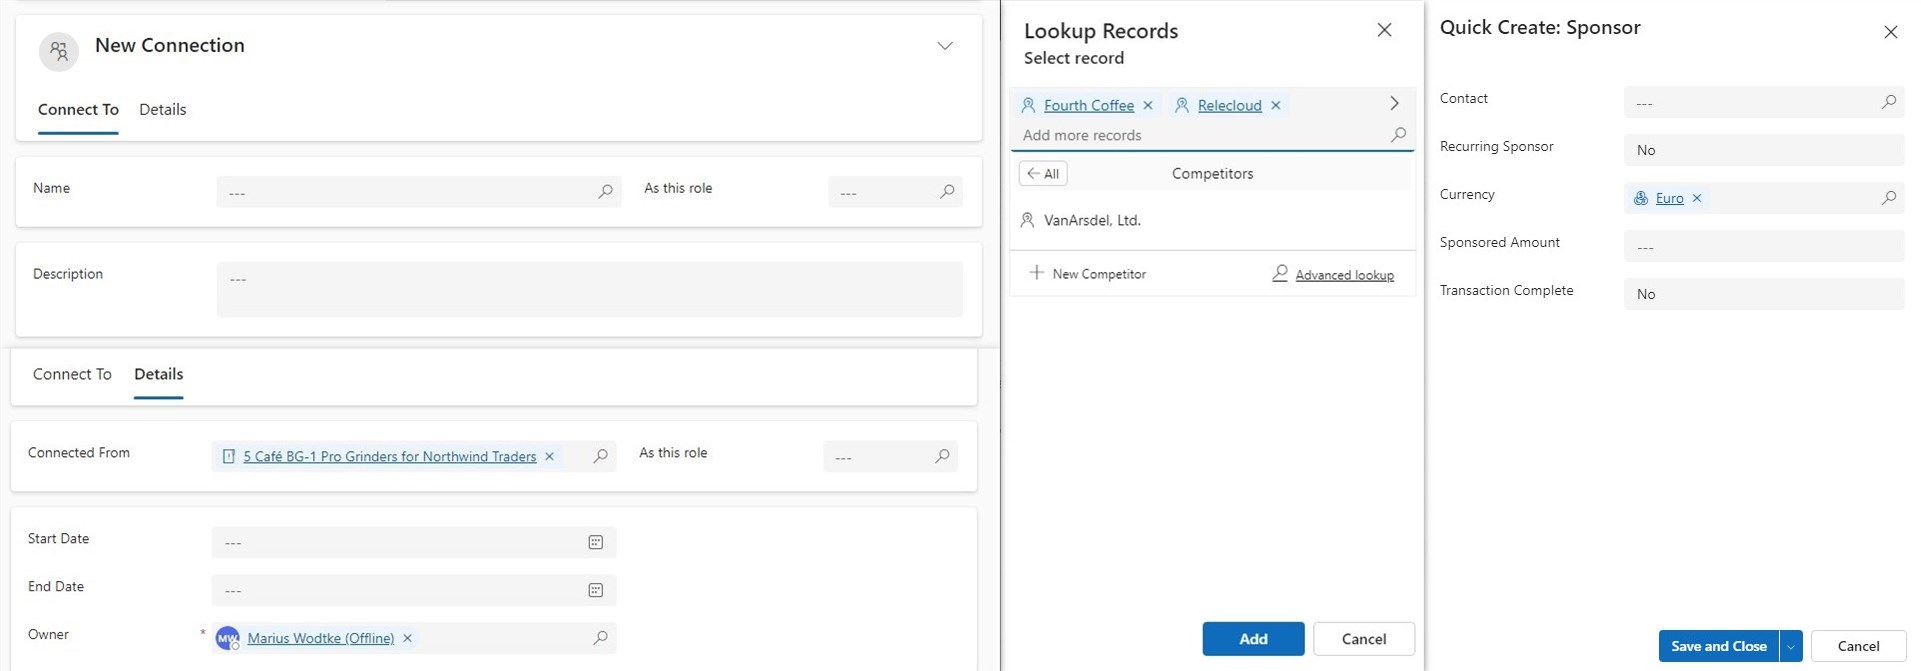 New Connection
Connect To Details
Name --- As this role ---
Description ---
Connect To Details
Connected From 5 Café BG-1 Pro Grinders for Northwind Traders As this role ---
Start Date ---
End Date ---
Owner * MW Marius Wodtke (Offline)
Lookup Records
Select record
Fourth Coffee Relecloud
Add more records
All Competitors
VanArsdel, Ltd.
New Competitor Advanced lookup
Add Cancel
Quick Create: Sponsor
Contact ---
Recurring Sponsor No
Currency Euro
Sponsored Amount ---
Transaction Complete No
Save and Close Cancel